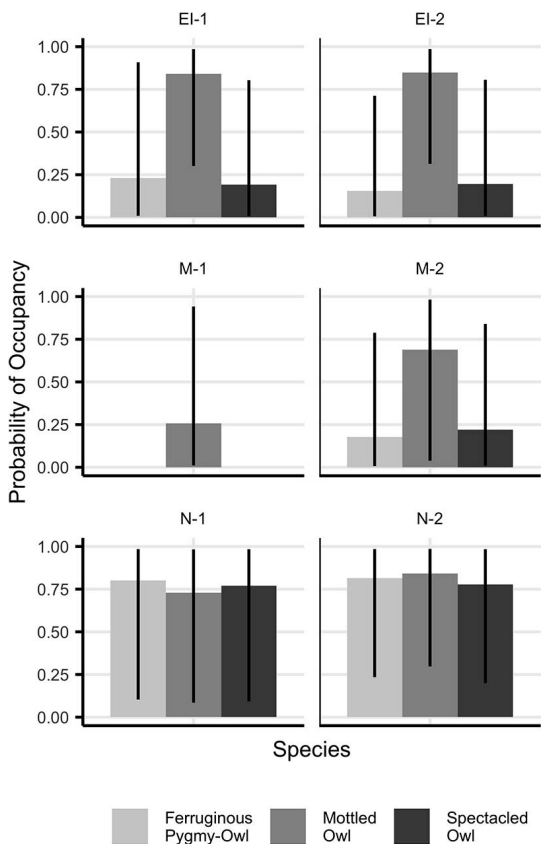 EI-1
EI-2
1.00
0.75
0.50
0.25
0.00
M-1
M-2
1.00
0.75
0.50
0.25
0.00
Probability of Occupancy
N-1
N-2
1.00
0.75
0.50
0.25
0.00
Species
Ferruginous
Pygmy-Owl
Mottled
Owl
Spectacled
Owl